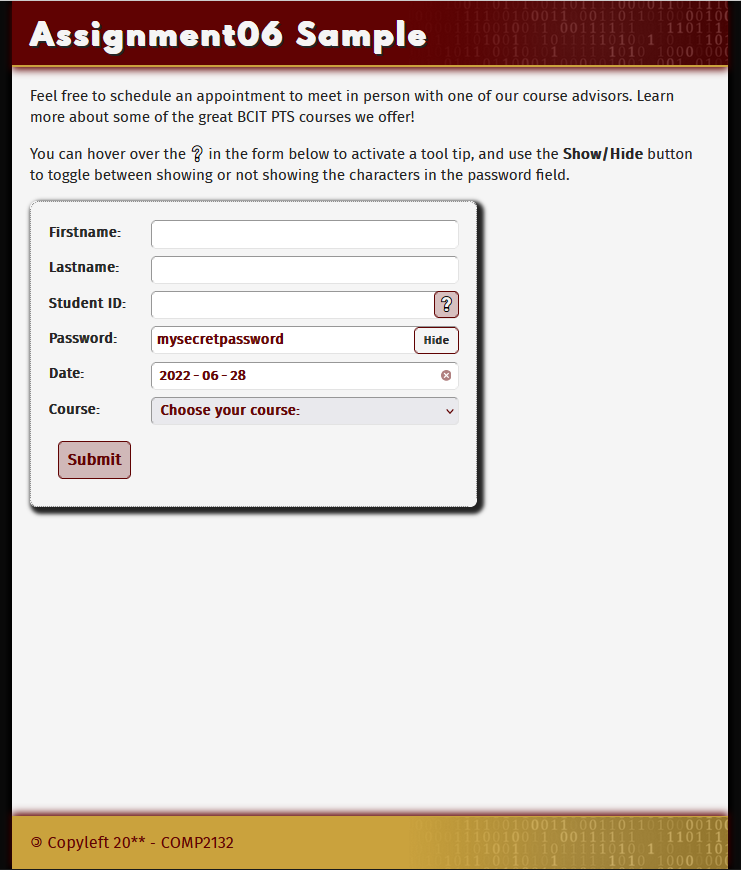 Assignment06 Sample
Feel free to schedule an appointment to meet in person with one of our course advisors. Learn
more about some of the great BCIT PTS courses we offer!
You can hover over the ? in the form below to activate a tool tip, and use the Show/Hide button
to toggle between showing or not showing the characters in the password field.
Firstname:
Lastname:
Student ID: ?
Password: mysecretpassword Hide
Date: 2022-06-28
Course: Choose your course:
Submit
🄯 Copyleft 20** - COMP2132